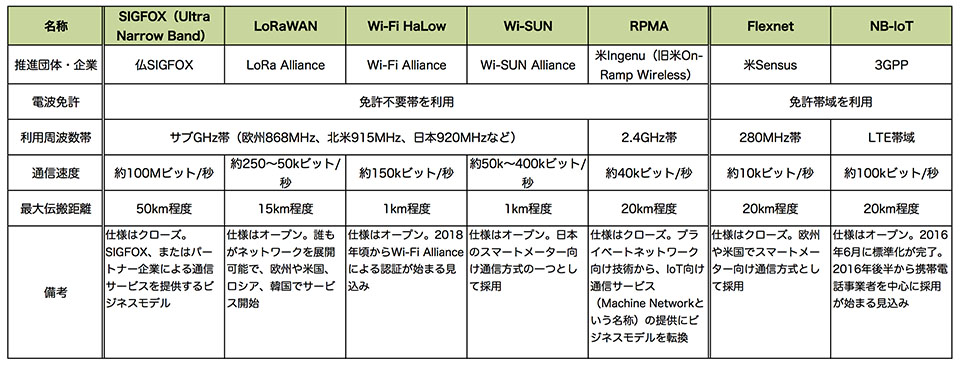 名称
SIGFOX(Ultra
Narrow Band)
LoRaWAN
Wi-Fi HaLow
Wi-SUN
RPMA
Flexnet
NB-IoT
推進団体・企業
仏SIGFOX
LoRa Alliance
Wi-Fi Alliance
Wi-SUN Alliance
米Ingenu(旧米On-
Ramp Wireless)
米Sensus
3GPP
電波免許
免許不要帯を利用
免許帯域を利用
利用周波数帯
サブGHz帯(欧州868MHz、北米915MHz、日本920MHzなど)
2.4GHz帯
280MHz帯
LTE帯域
通信速度
約100Mビット/秒
約250〜50kビット/
秒
約150kビット/秒
約50k〜400kビット/
秒
約40kビット/秒
約10kビット/秒
約100kビット/秒
最大伝搬距離
50km程度
15km程度
1km程度
1km程度
20km程度
20km程度
20km程度
備考
仕様はクローズ。
SIGFOX、またはパー
トナー企業による通信
サービスを提供するビ
ジネスモデル
仕様はオープン。誰も
がネットワークを展開
可能で、欧州や米国、
ロシア、韓国でサービ
ス開始
仕様はオープン。2018
年頃からWi-Fi Alliance
による認証が始まる見
込み
仕様はオープン。日本
のスマートメーター向
け通信方式の一つとし
て採用
仕様はクローズ。プラ
イベートネットワーク
向け技術から、IoT向け
通信サービス
(Machine Networkと
いう名称)の提供にビ
ジネスモデルを転換
仕様はクローズ。欧州
や米国でスマートメー
ター向け通信方式とし
て採用
仕様はオープン。2016
年6月に標準化が完了。
2016年後半から携帯電
話事業者を中心に採用
が始まる見込み